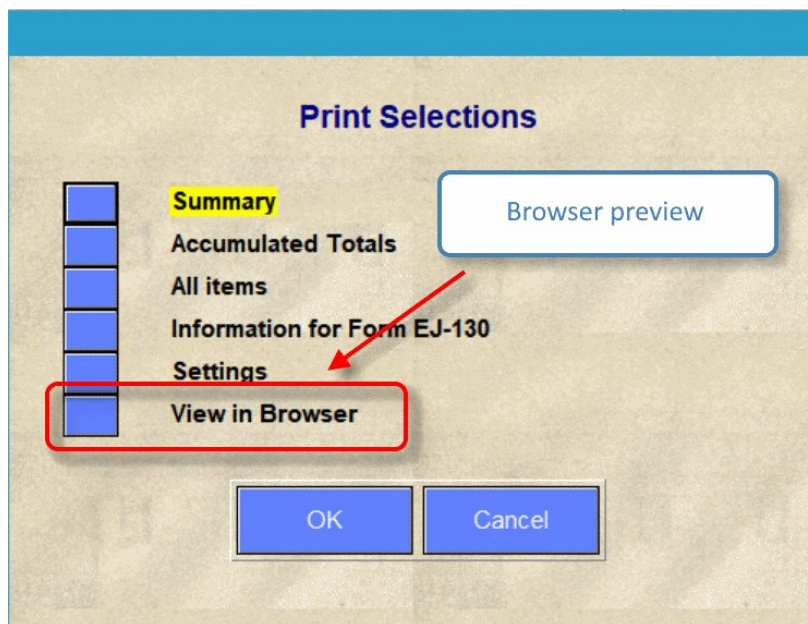 Print Selections
Summary
Browser preview
Accumulated Totals
All items
Information for Form EJ-130
Settings
View in Browser
OK
Cancel